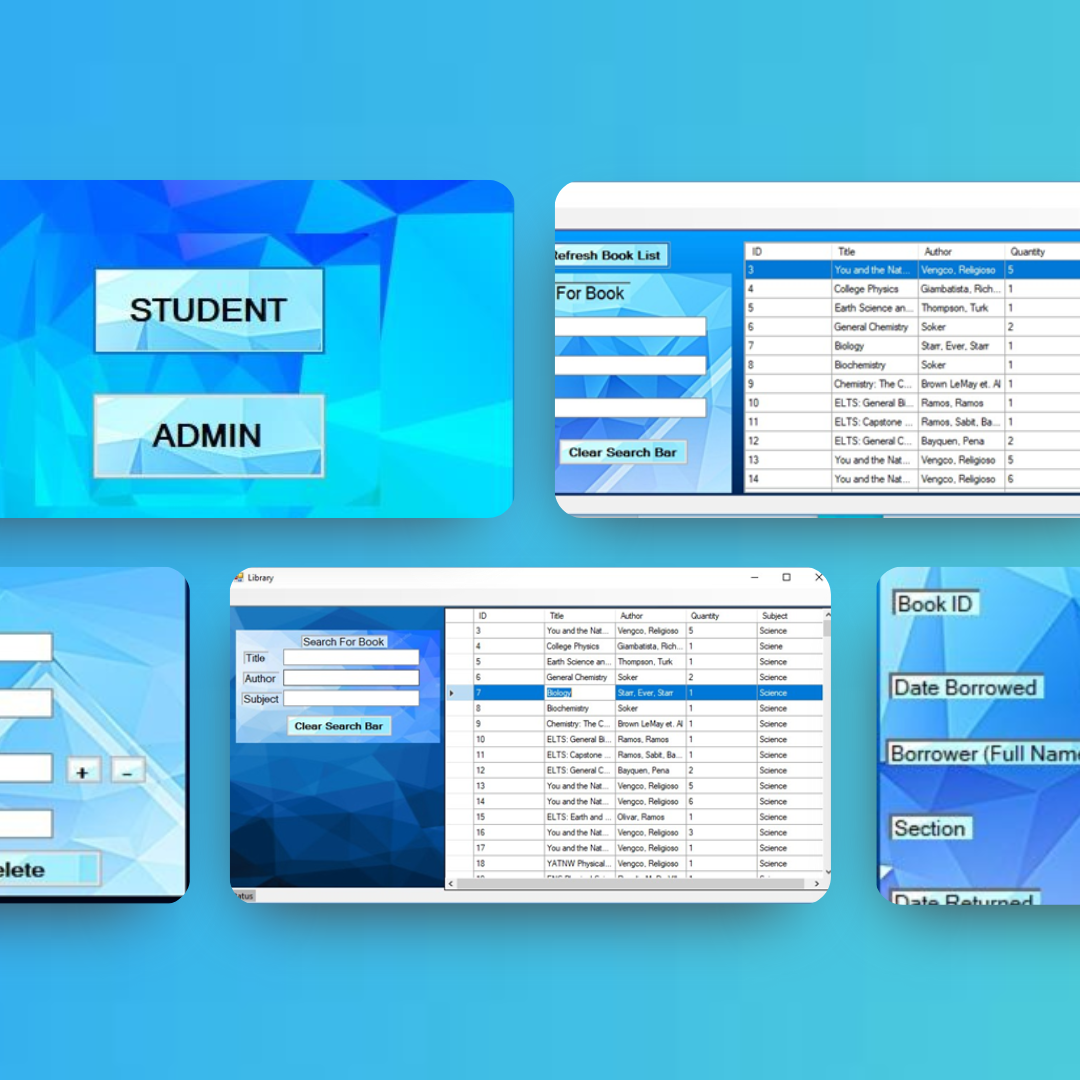 STUDENT
ADMIN
Refresh Book List
For Book
Clear Search Bar
ID Title Author Quantity
3 You and the Nat... Vengco, Religioso 5
4 College Physics Giambatista, Rich... 1
5 Earth Science an... Thompson, Turk 1
6 General Chemistry Soker 2
7 Biology Starr, Ever, Starr 1
8 Biochemistry Soker 1
9 Chemistry: The C... Brown LeMay et. Al 1
10 ELTS: General Bi... Ramos, Ramos 1
11 ELTS: Capstone ... Ramos, Sabit, Ba... 1
12 ELTS: General C... Bayquen, Pena 2
13 You and the Nat... Vengco, Religioso 5
14 You and the Nat... Vengco, Religioso 6
+ -
elete
Library
Search For Book
Title
Author
Subject
Clear Search Bar
ID Title Author Quantity Subject
3 You and the Nat... Vengco, Religioso 5 Science
4 College Physics Giambatista, Rich... 1 Sciene
5 Earth Science an... Thompson, Turk 1 Science
6 General Chemistry Soker 2 Science
7 Biology Starr, Ever, Starr 1 Science
8 Biochemistry Soker 1 Science
9 Chemistry: The C... Brown LeMay et. Al 1 Science
10 ELTS: General Bi... Ramos, Ramos 1 Science
11 ELTS: Capstone ... Ramos, Sabit, Ba... 1 Science
12 ELTS: General C... Bayquen, Pena 2 Science
13 You and the Nat... Vengco, Religioso 5 Science
14 You and the Nat... Vengco, Religioso 6 Science
15 ELTS: Earth and ... Olivar, Ramos 1 Science
16 You and the Nat... Vengco, Religioso 3 Science
17 You and the Nat... Vengco, Religioso 1 Science
18 YATNW Physical... Vengco, Religioso 1 Science
atus
Book ID
Date Borrowed
Borrower (Full Name
Section
Date Returned